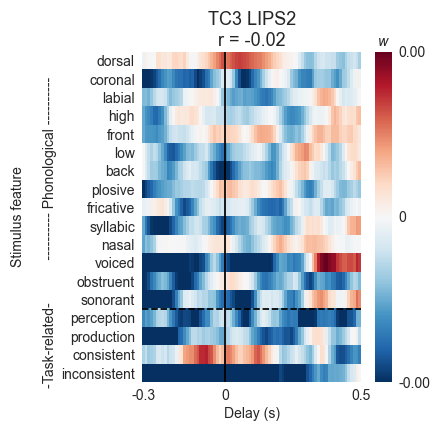 TC3 LIPS2
r = -0.02
w
dorsal
coronal
labial
high
front
low
back
plosive
fricative
syllabic
nasal
voiced
obstruent
sonorant
perception
production
consistent
inconsistent
Stimulus feature
-Task-related- ---------- Phonological ----------
-0.3 0 0.5
Delay (s)
0.00
0
-0.00